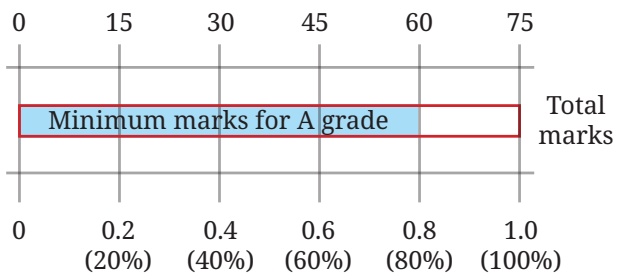 0 15 30 45 60 75
Minimum marks for A grade
Total
marks
0 0.2 0.4 0.6 0.8 1.0
(20%) (40%) (60%) (80%) (100%)